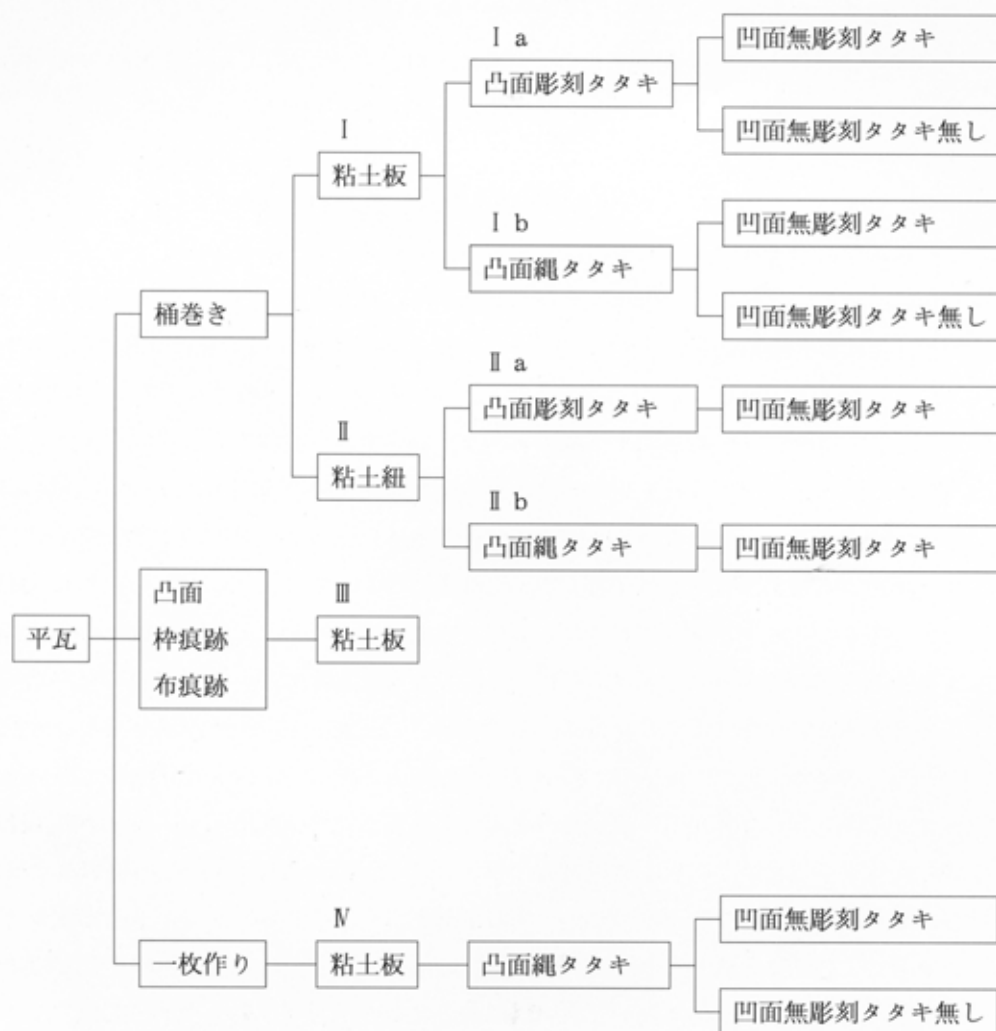 Ⅰ a
凸面彫刻タタキ
凹面無彫刻タタキ
凹面無彫刻タタキ無し
Ⅰ
粘土板
Ⅰ b
凸面縄タタキ
凹面無彫刻タタキ
凹面無彫刻タタキ無し
桶巻き
Ⅱ a
凸面彫刻タタキ
凹面無彫刻タタキ
Ⅱ
粘土紐
Ⅱ b
凸面縄タタキ
凹面無彫刻タタキ
平瓦
凸面
枠痕跡
布痕跡
Ⅲ
粘土板
一枚作り
Ⅳ
粘土板
凸面縄タタキ
凹面無彫刻タタキ
凹面無彫刻タタキ無し